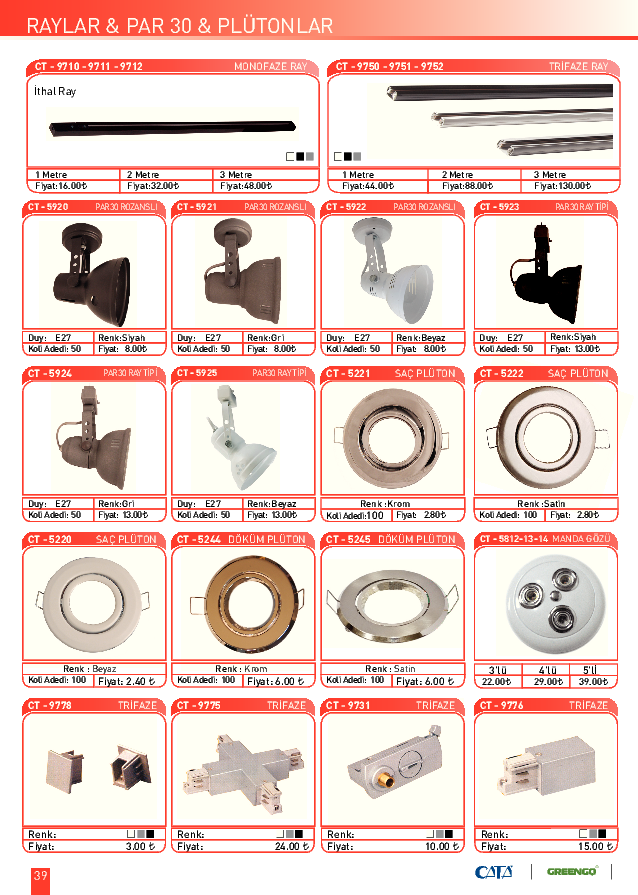 RAYLAR & PAR 30 & PLÜTONLAR
CT - 9710 - 9711 - 9712 MONOFAZE RAY
İthal Ray
1 Metre 2 Metre 3 Metre
Fiyat:16.00₺ Fiyat:32.00₺ Fiyat:48.00₺
CT - 9750 - 9751 - 9752 TRİFAZE RAY
1 Metre 2 Metre 3 Metre
Fiyat:44.00₺ Fiyat:88.00₺ Fiyat:130.00₺
CT - 5920 PAR30 ROZANSLI
Duy: E27 Renk:Siyah
Koli Adedi: 50 Fiyat: 8.00₺
CT - 5921 PAR30 ROZANSLI
Duy: E27 Renk:Gri
Koli Adedi: 50 Fiyat: 8.00₺
CT - 5922 PAR30 ROZANSLI
Duy: E27 Renk:Beyaz
Koli Adedi: 50 Fiyat: 8.00₺
CT - 5923 PAR30 RAY TİPİ
Duy: E27 Renk:Siyah
Koli Adedi: 50 Fiyat: 13.00₺
CT - 5924 PAR30 RAY TİPİ
Duy: E27 Renk:Gri
Koli Adedi: 50 Fiyat: 13.00₺
CT - 5925 PAR30 RAY TİPİ
Duy: E27 Renk:Beyaz
Koli Adedi: 50 Fiyat: 13.00₺
CT - 5221 SAÇ PLÜTON
Renk :Krom
Koli Adedi:100 Fiyat: 2.80₺
CT - 5222 SAÇ PLÜTON
Renk :Satin
Koli Adedi: 100 Fiyat: 2.80₺
CT - 5220 SAÇ PLÜTON
Renk : Beyaz
Koli Adedi: 100 Fiyat: 2.40 ₺
CT - 5244 DÖKÜM PLÜTON
Renk : Krom
Koli Adedi: 100 Fiyat: 6.00 ₺
CT - 5245 DÖKÜM PLÜTON
Renk : Satin
Koli Adedi: 100 Fiyat: 6.00 ₺
CT - 5812-13-14 MANDA GÖZÜ
3'lü 4'lü 5'li
22.00₺ 29.00₺ 39.00₺
CT - 9778 TRİFAZE
Renk:
Fiyat: 3.00 ₺
CT - 9775 TRİFAZE
Renk:
Fiyat: 24.00 ₺
CT - 9731 TRİFAZE
Renk:
Fiyat: 10.00 ₺
CT - 9776 TRİFAZE
Renk:
Fiyat: 15.00 ₺
39
CATA
GREENGO